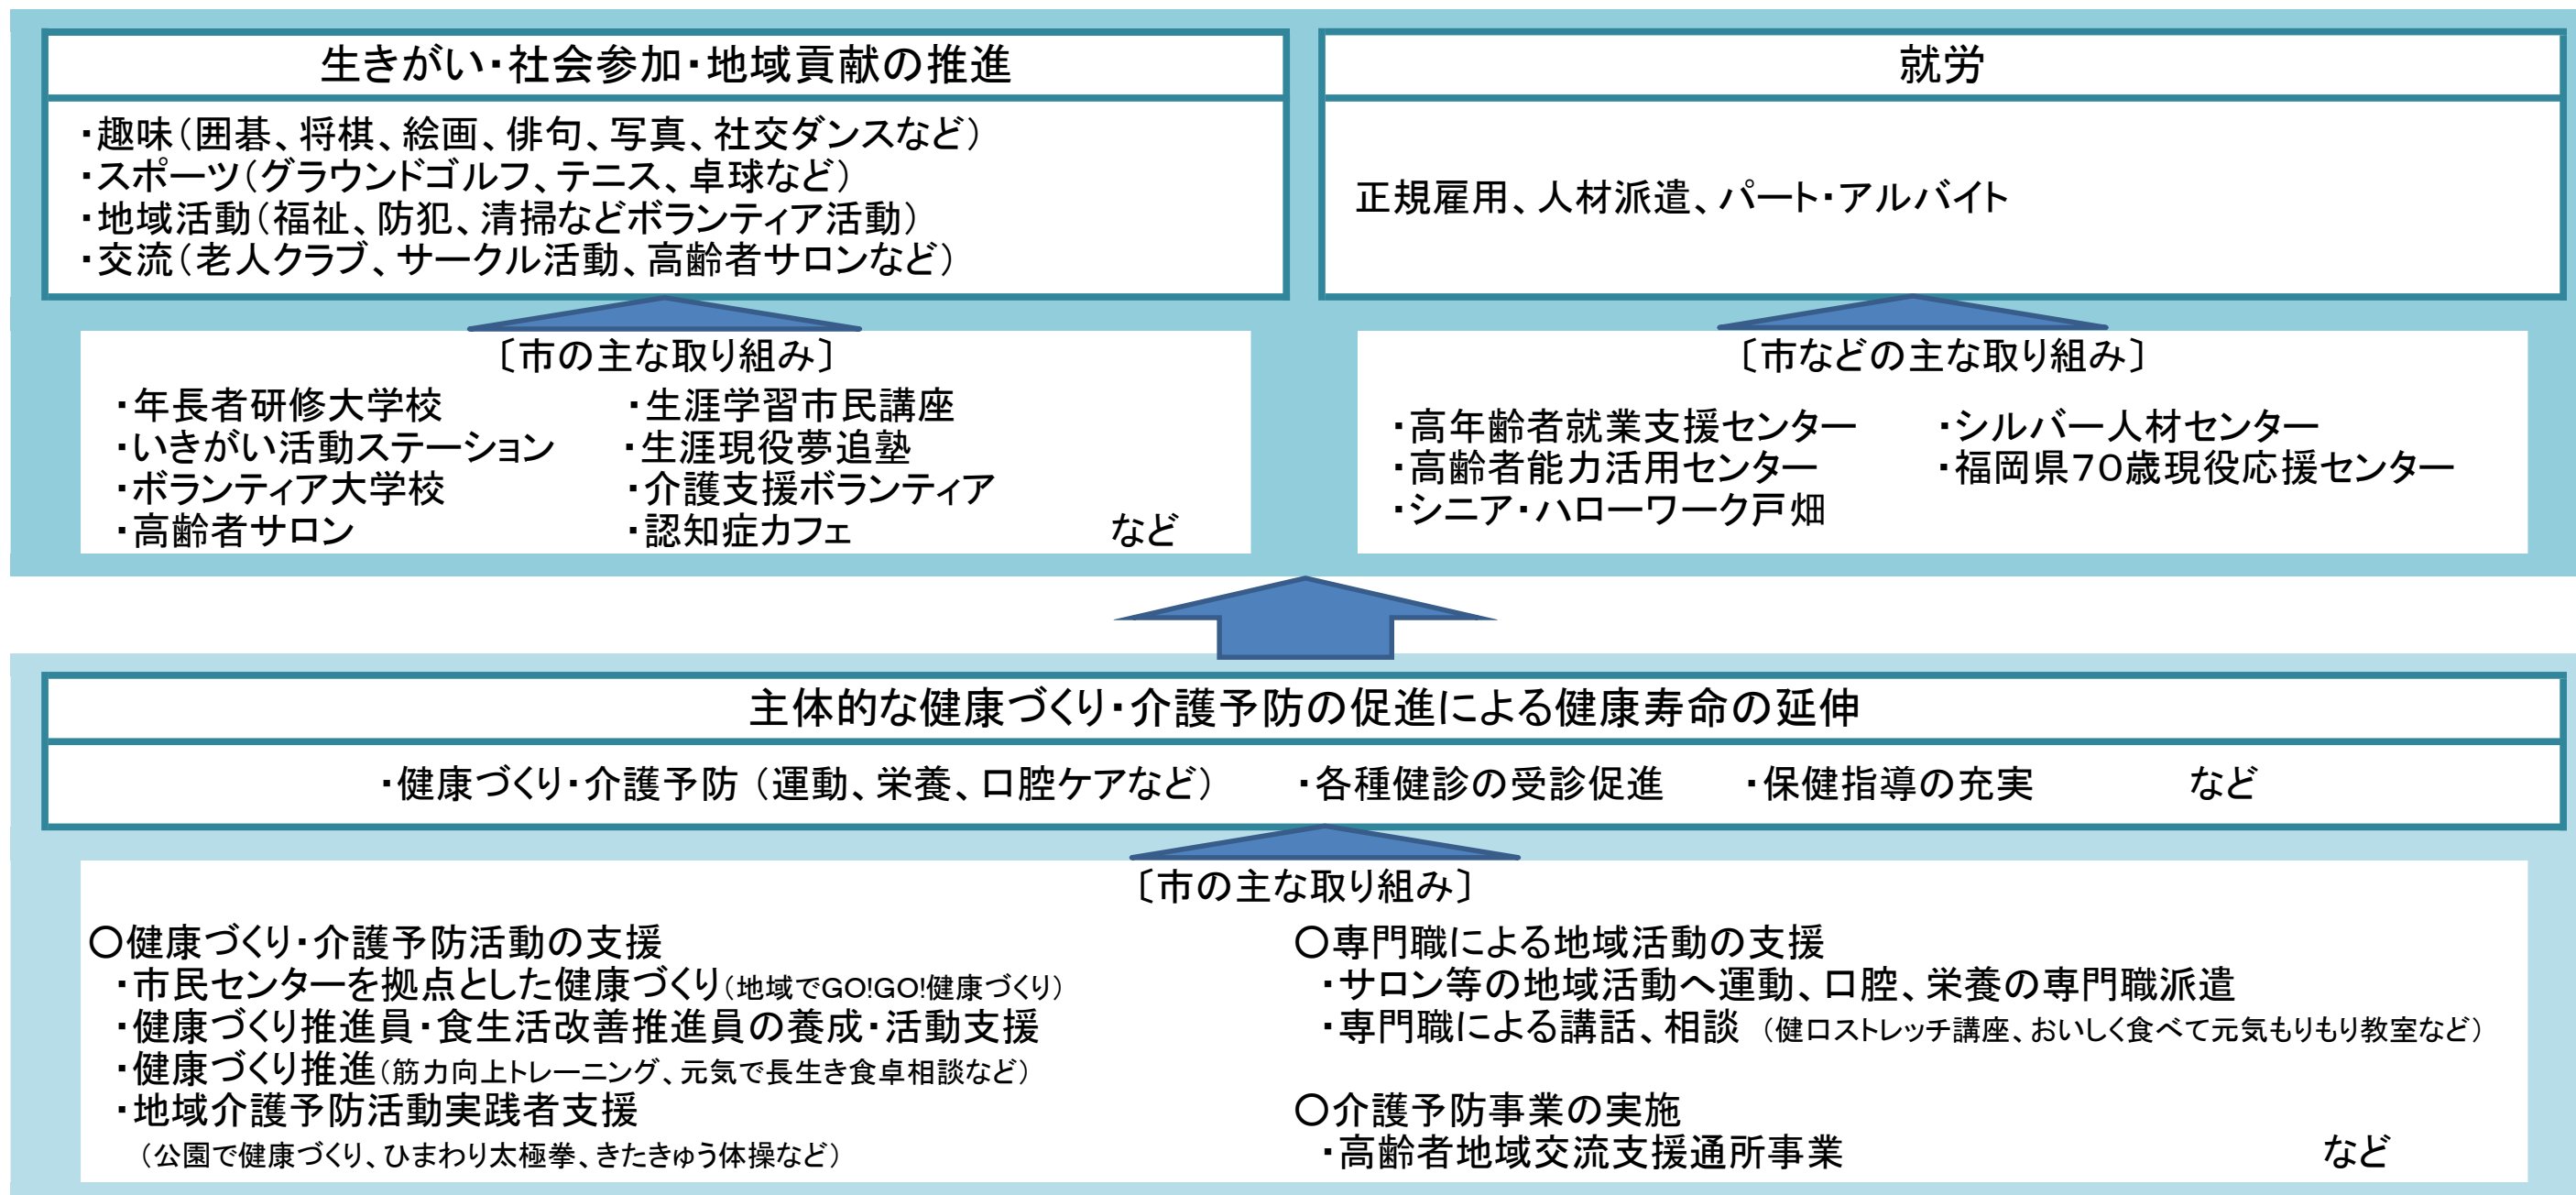 生きがい・社会参加・地域貢献の推進
・趣味（囲碁、将棋、絵画、俳句、写真、社交ダンスなど）
・スポーツ（グラウンドゴルフ、テニス、卓球など）
・地域活動（福祉、防犯、清掃などボランティア活動）
・交流（老人クラブ、サークル活動、高齢者サロンなど）
〔市の主な取り組み〕
・年長者研修大学校 ・生涯学習市民講座
・いきがい活動ステーション ・生涯現役夢追塾
・ボランティア大学校 ・介護支援ボランティア
・高齢者サロン ・認知症カフェ など
就労
正規雇用、人材派遣、パート・アルバイト
〔市などの主な取り組み〕
・高年齢者就業支援センター ・シルバー人材センター
・高齢者能力活用センター ・福岡県70歳現役応援センター
・シニア・ハローワーク戸畑
主体的な健康づくり・介護予防の促進による健康寿命の延伸
・健康づくり・介護予防（運動、栄養、口腔ケアなど） ・各種健診の受診促進 ・保健指導の充実 など
〔市の主な取り組み〕
○健康づくり・介護予防活動の支援
・市民センターを拠点とした健康づくり（地域でGO!GO!健康づくり）
・健康づくり推進員・食生活改善推進員の養成・活動支援
・健康づくり推進（筋力向上トレーニング、元気で長生き食卓相談など）
・地域介護予防活動実践者支援
（公園で健康づくり、ひまわり太極拳、きたきゅう体操など）
○専門職による地域活動の支援
・サロン等の地域活動へ運動、口腔、栄養の専門職派遣
・専門職による講話、相談 （健口ストレッチ講座、おいしく食べて元気もりもり教室など）
○介護予防事業の実施
・高齢者地域交流支援通所事業 など